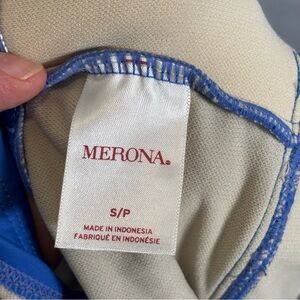 MERONA®
S/P
MADE IN INDONESIA
FABRIQUÉ EN INDONÉSIE